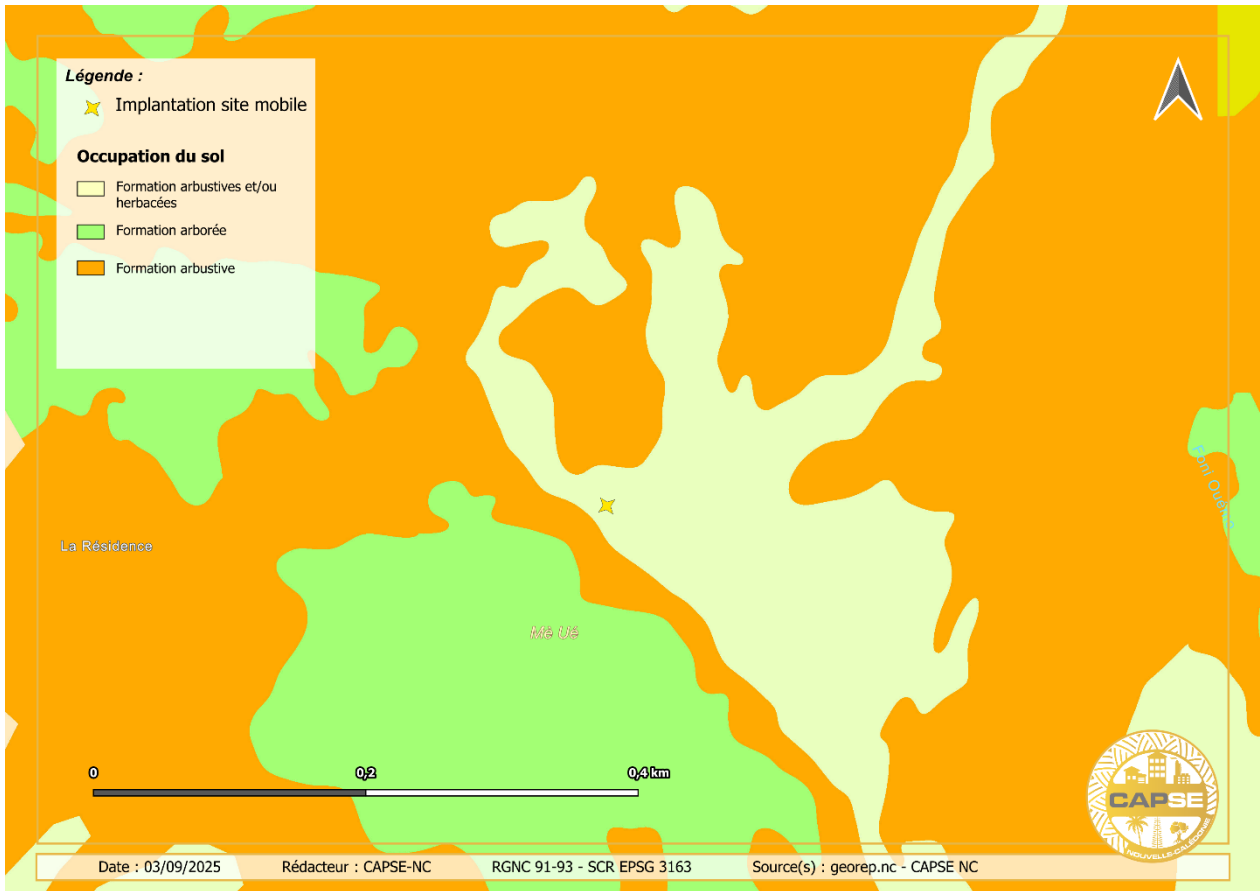 Légende :
Implantation site mobile
Occupation du sol
Formation arbustives et/ou
herbacées
Formation arborée
Formation arbustive
La Résidence
Mê Ué
0
0,2
0,4 km
CAPSE
NOUVELLE-CALÉDONIE
Date : 03/09/2025
Rédacteur : CAPSE-NC
RGNC 91-93 - SCR EPSG 3163
Source(s) : georep.nc - CAPSE NC